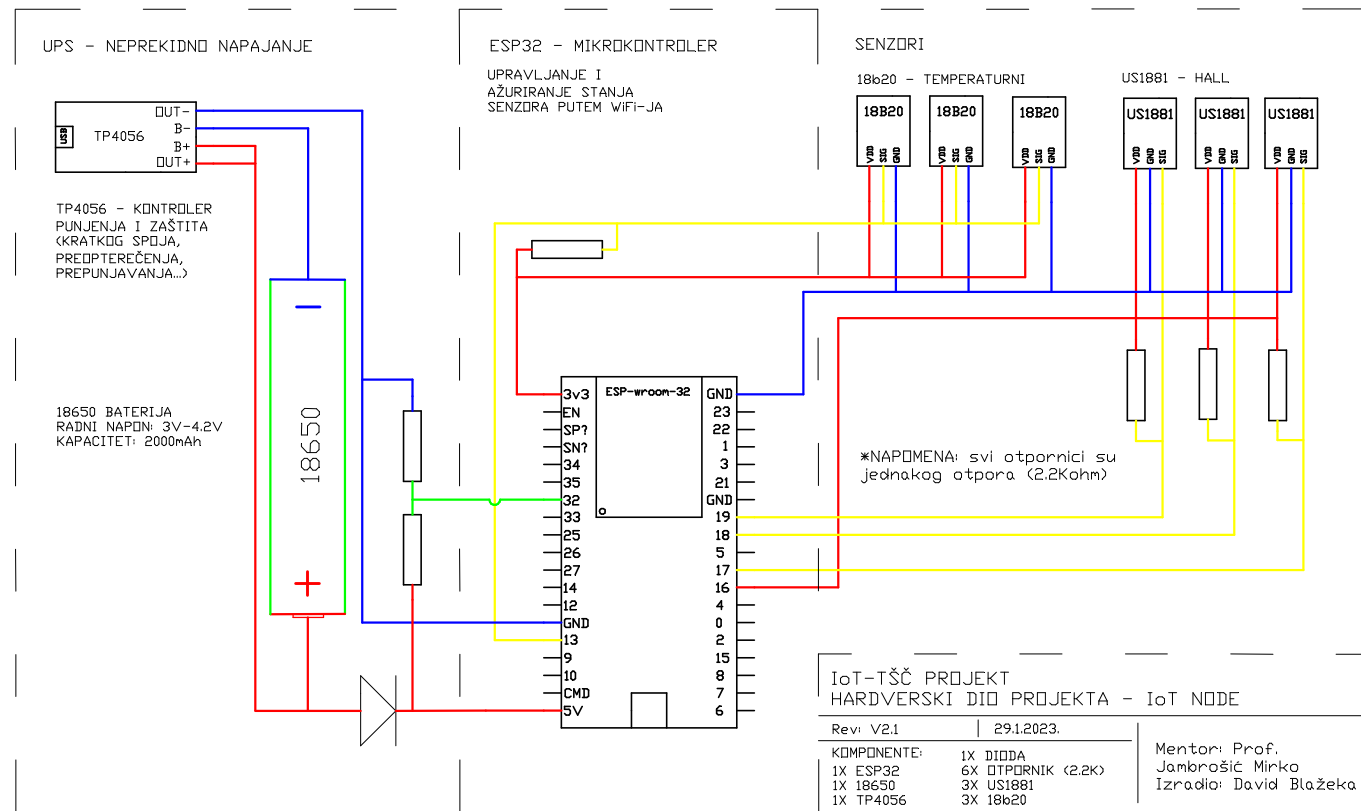 UPS - NEPREKIDNO NAPAJANJE
USB
TP4056
OUT-
B-
B+
OUT+
TP4056 - KONTROLER
PUNJENJA I ZAŠTITA
(KRATKOG SPOJA,
PREOPTEREČENJA,
PREPUNJAVANJA...)
18650 BATERIJA
RADNI NAPON: 3V-4.2V
KAPACITET: 2000mAh
18650
ESP32 - MIKROKONTROLER
UPRAVLJANJE I
AŽURIRANJE STANJA
SENZORA PUTEM WiFi-JA
ESP-wroom-32
3v3
EN
SP?
SN?
34
35
32
33
25
26
27
14
12
GND
13
9
10
CMD
5V
GND
23
22
1
3
21
GND
19
18
5
17
16
4
0
2
15
8
7
6
SENZORI
18b20 - TEMPERATURNI
18B20
VDD
SIG
GND
18B20
VDD
SIG
GND
18B20
VDD
SIG
GND
US1881 - HALL
US1881
VDD
GND
SIG
US1881
VDD
GND
SIG
US1881
VDD
GND
SIG
*NAPOMENA: svi otpornici su
jednakog otpora (2.2Kohm)
IoT-TŠČ PROJEKT
HARDVERSKI DIO PROJEKTA - IoT NODE
Rev: V2.1
29.1.2023.
KOMPONENTE:
1X ESP32
1X 18650
1X TP4056
1X DIODA
6X OTPORNIK (2.2K)
3X US1881
3X 18b20
Mentor: Prof.
Jambrošić Mirko
Izradio: David Blažeka